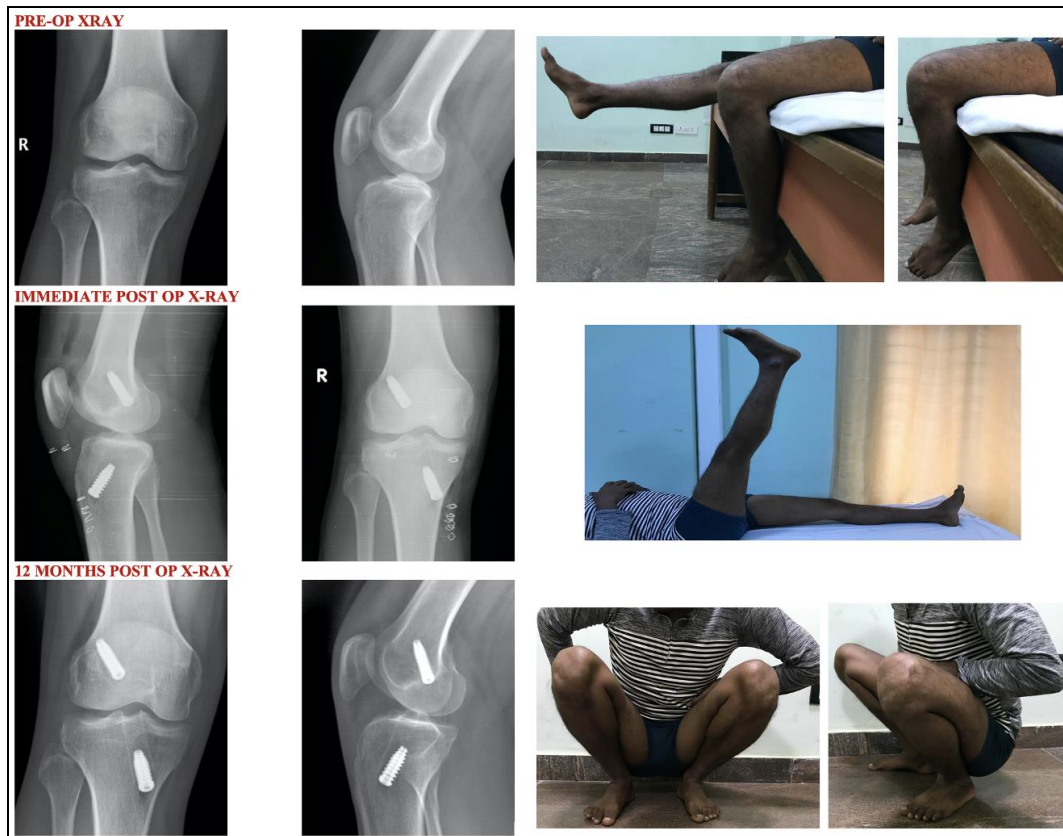 PRE-OP XRAY
R
IMMEDIATE POST OP X-RAY
R
12 MONTHS POST OP X-RAY